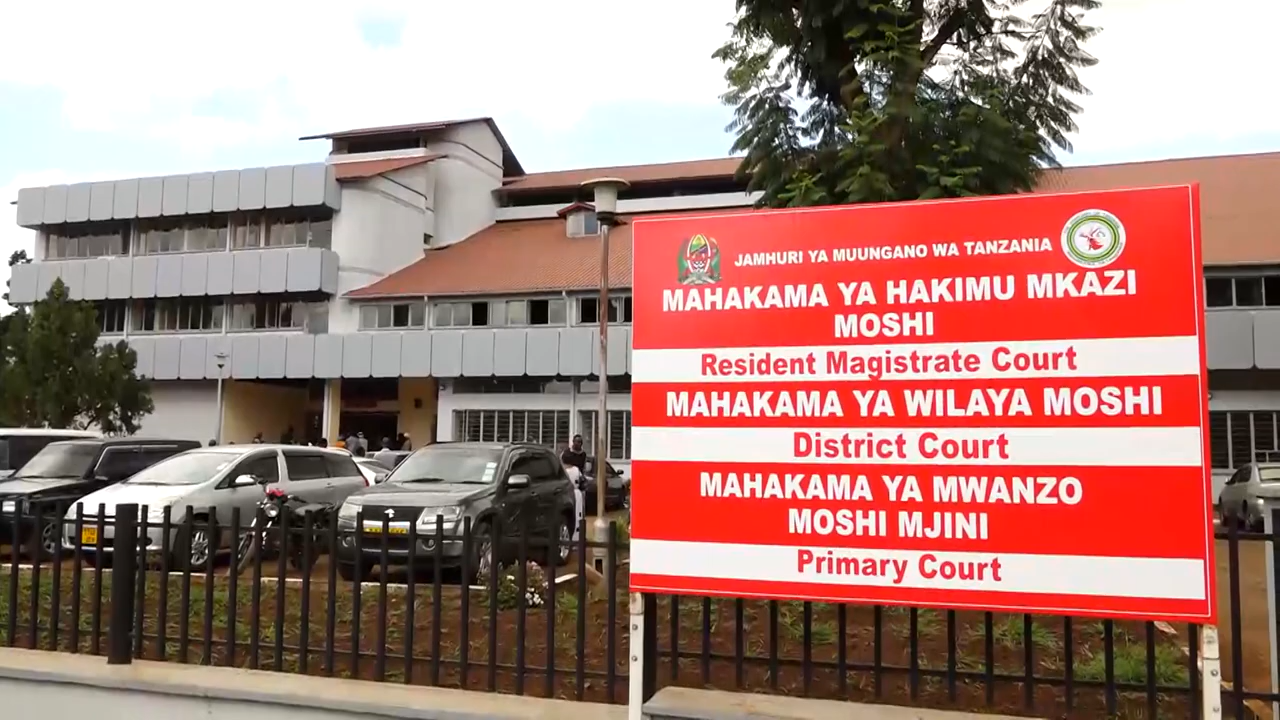 JAMHURI YA MUUNGANO WA TANZANIA
MAHAKAMA YA HAKIMU MKAZI
MOSHI
Resident Magistrate Court
MAHAKAMA YA WILAYA MOSHI
District Court
MAHAKAMA YA MWANZO
MOSHI MJINI
Primary Court